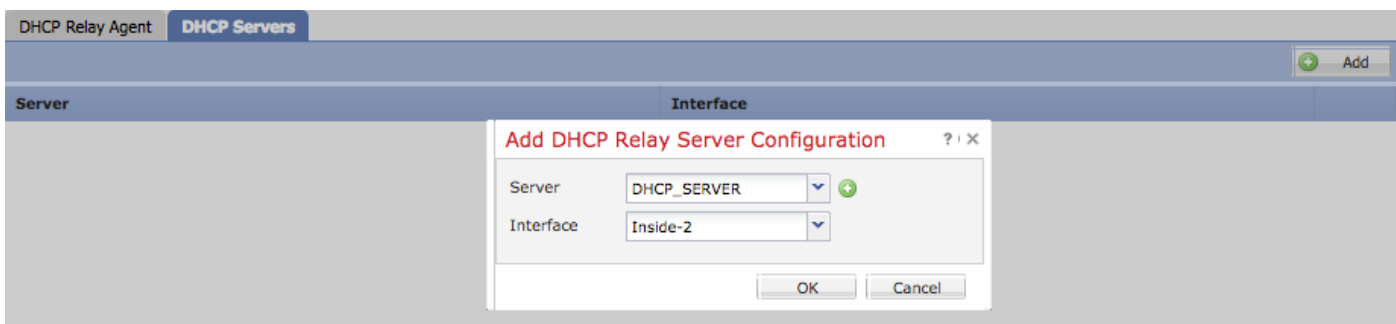 DHCP Relay Agent DHCP Servers
Add
Server Interface
Add DHCP Relay Server Configuration ?
Server DHCP_SERVER
Interface Inside-2
OK Cancel